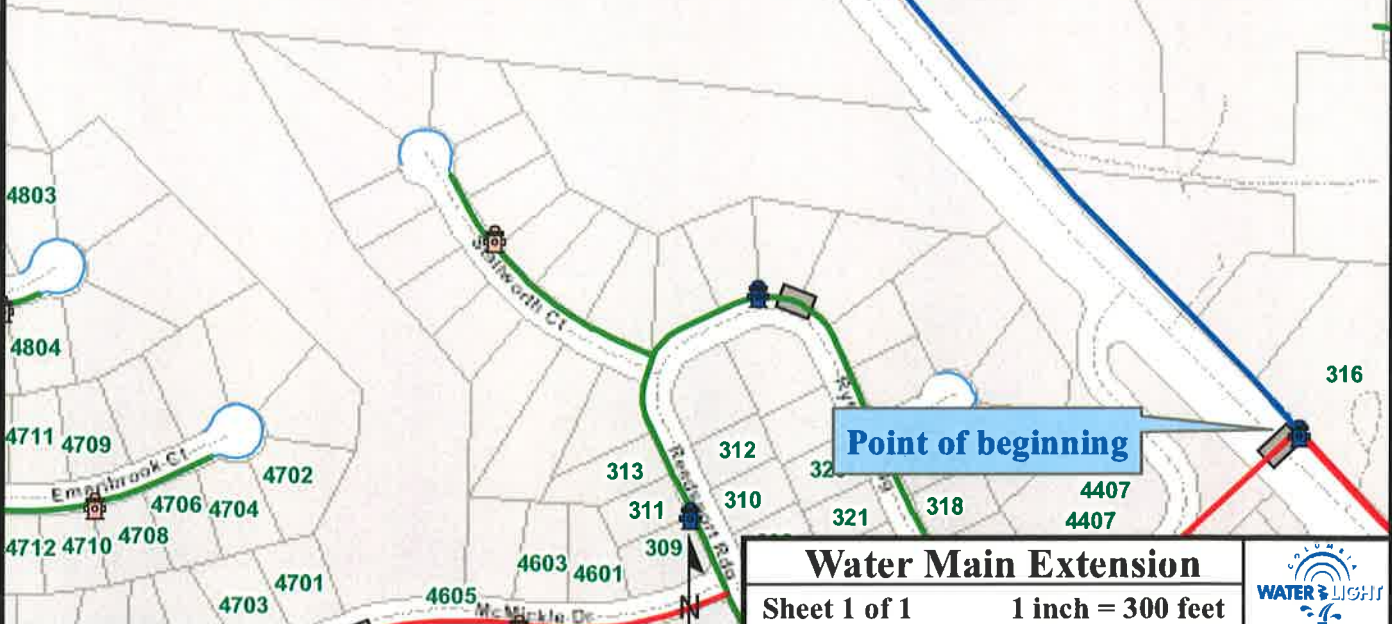 4803
4804
4711 4709
Emanbrook Ct
4702
4706 4704
4712 4710 4708
4701
4703
4605
McMickle Dr
4603 4601
313
311
309
312
310
321
318
316
4407
4407
Point of beginning
N
Water Main Extension
Sheet 1 of 1 1 inch = 300 feet
COLUMBIA
WATER & LIGHT